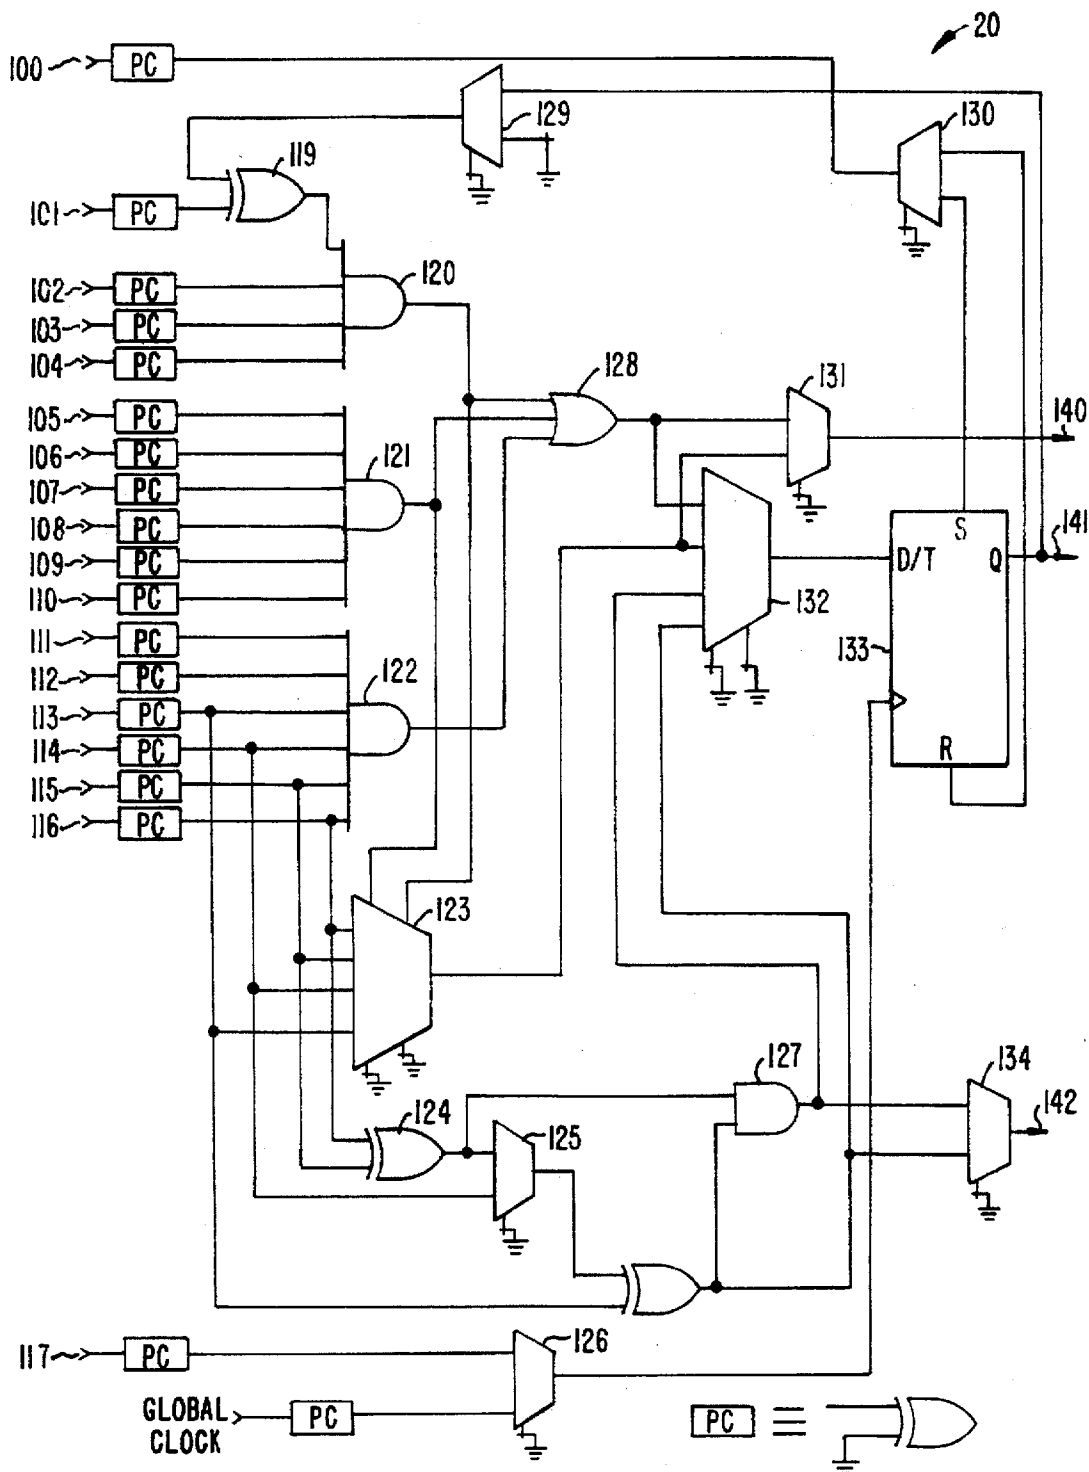 20
100 PC
129
130
119
101 PC
120
102 PC
103 PC
104 PC
128
131
105 PC
140
106 PC
121
107 PC
108 PC
S
141
109 PC
D/T Q
110 PC
132
111 PC
133
112 PC
122
113 PC
114 PC
R
115 PC
116 PC
123
127
134
124
142
125
126
117 PC
GLOBAL CLOCK PC
PC